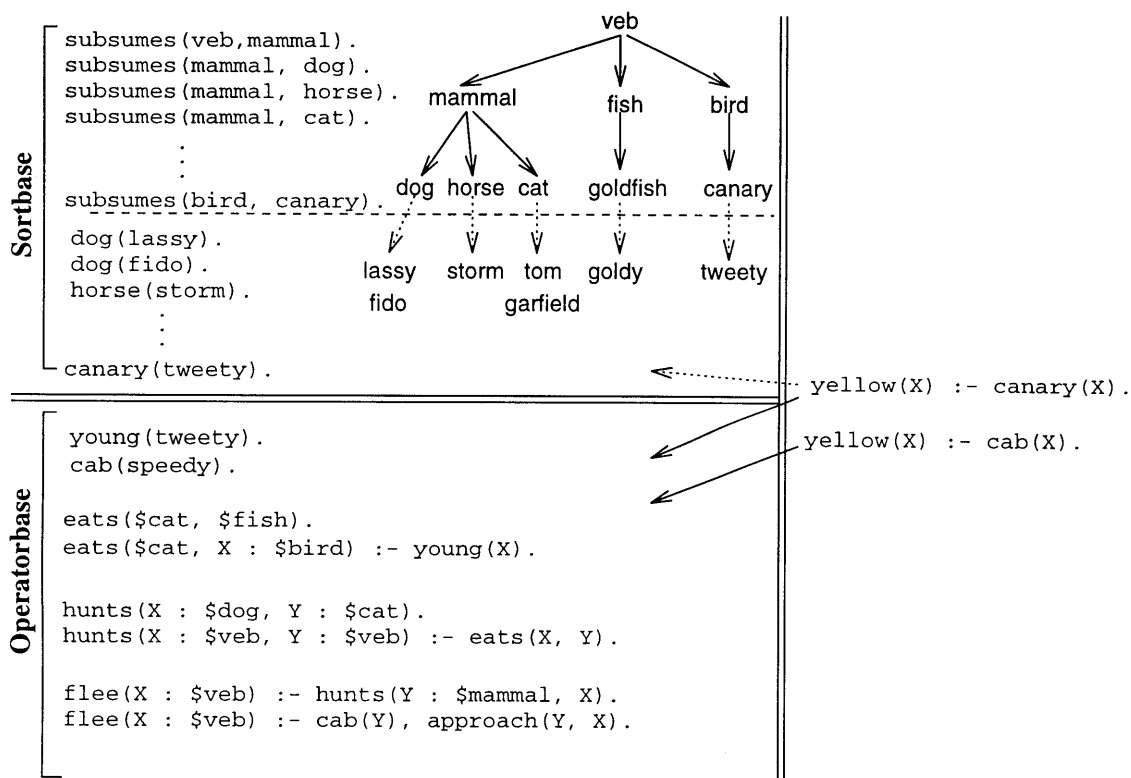 Sortbase
subsumes(veb,mammal).
subsumes(mammal, dog).
subsumes(mammal, horse).
subsumes(mammal, cat).
subsumes(bird, canary).
dog(lassy).
dog(fido).
horse(storm).
canary(tweety).
veb
mammal fish bird
dog horse cat goldfish canary
lassy storm tom goldy tweety
fido garfield
yellow(X) :- canary(X).
yellow(X) :- cab(X).
Operatorbase
young(tweety).
cab(speedy).
eats($cat, $fish).
eats($cat, X : $bird) :- young(X).
hunts(X : $dog, Y : $cat).
hunts(X : $veb, Y : $veb) :- eats(X, Y).
flee(X : $veb) :- hunts(Y : $mammal, X).
flee(X : $veb) :- cab(Y), approach(Y, X).